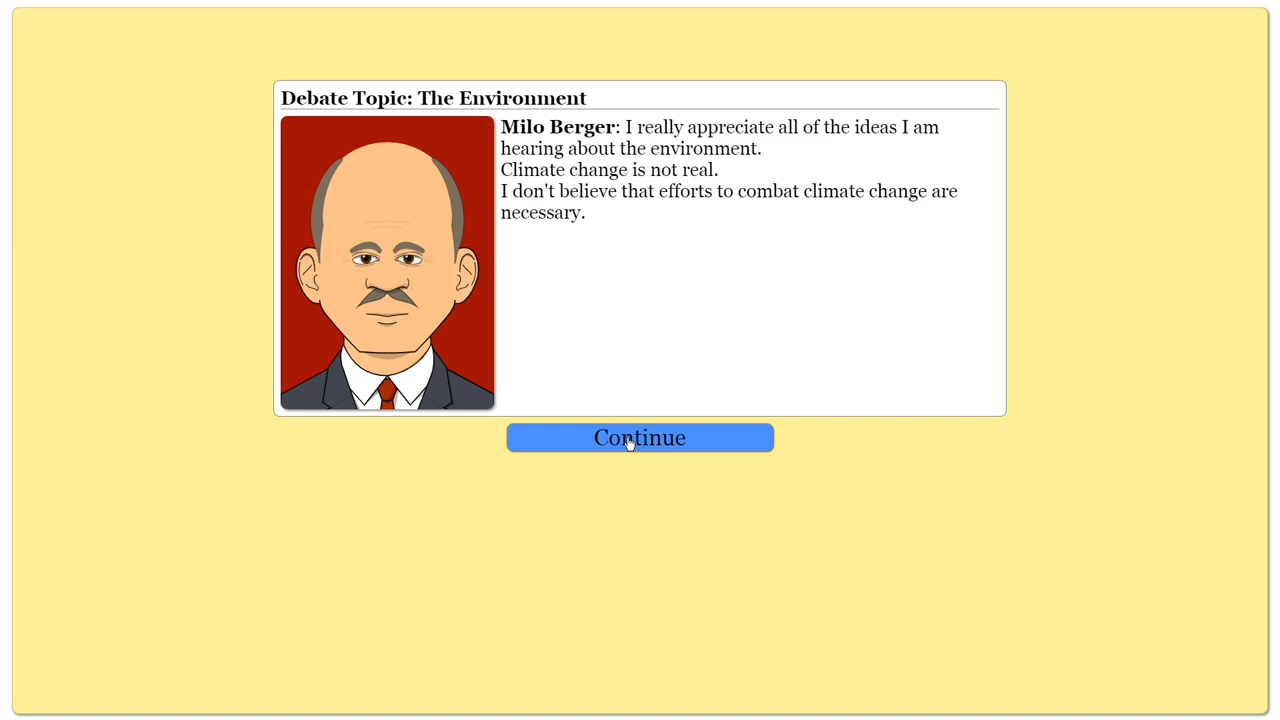 Debate Topic: The Environment
Milo Berger: I really appreciate all of the ideas I am
hearing about the environment.
Climate change is not real.
I don't believe that efforts to combat climate change are
necessary.
Continue